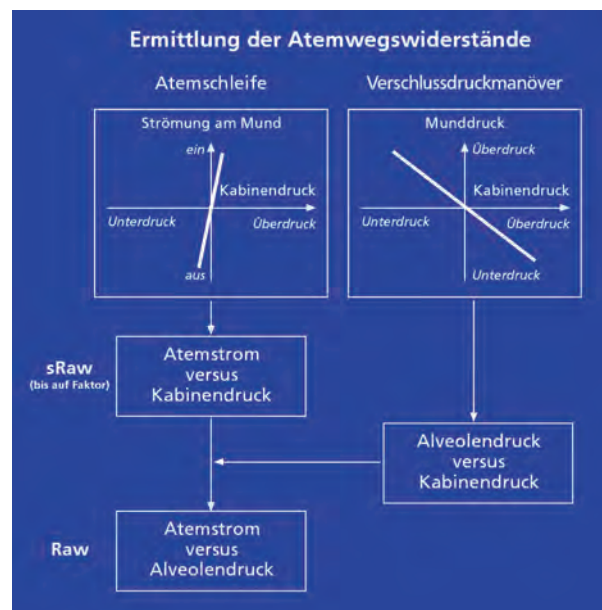 Ermittlung der Atemwegswiderstände
Atemschleife
Strömung am Mund
ein
Kabinendruck
Unterdruck
Überdruck
aus
Verschlussdruckmanöver
Munddruck
Überdruck
Kabinendruck
Unterdruck
Überdruck
Unterdruck
sRaw
(bis auf Faktor)
Atemstrom
versus
Kabinendruck
Alveolendruck
versus
Kabinendruck
Raw
Atemstrom
versus
Alveolendruck